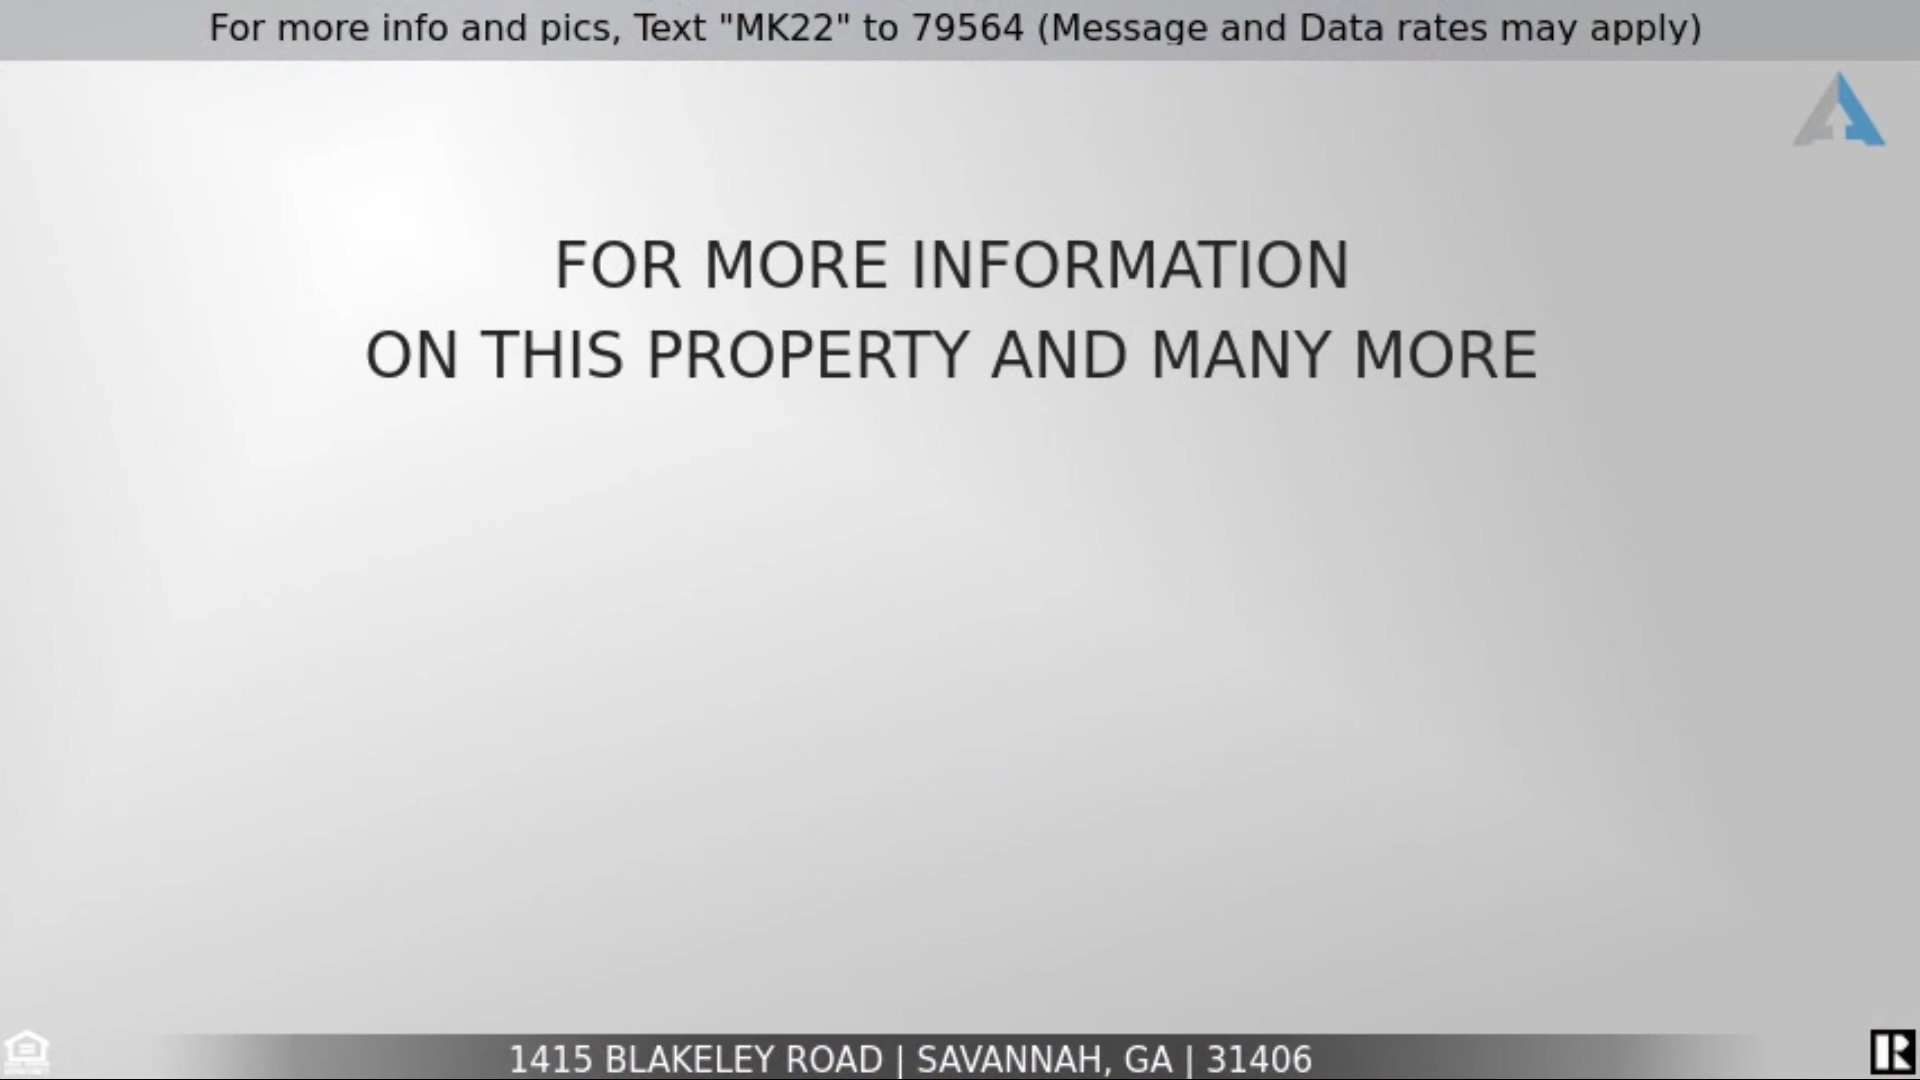 For more info and pics, Text "MK22" to 79564 (Message and Data rates may apply)
FOR MORE INFORMATION
ON THIS PROPERTY AND MANY MORE
1415 BLAKELEY ROAD | SAVANNAH, GA | 31406